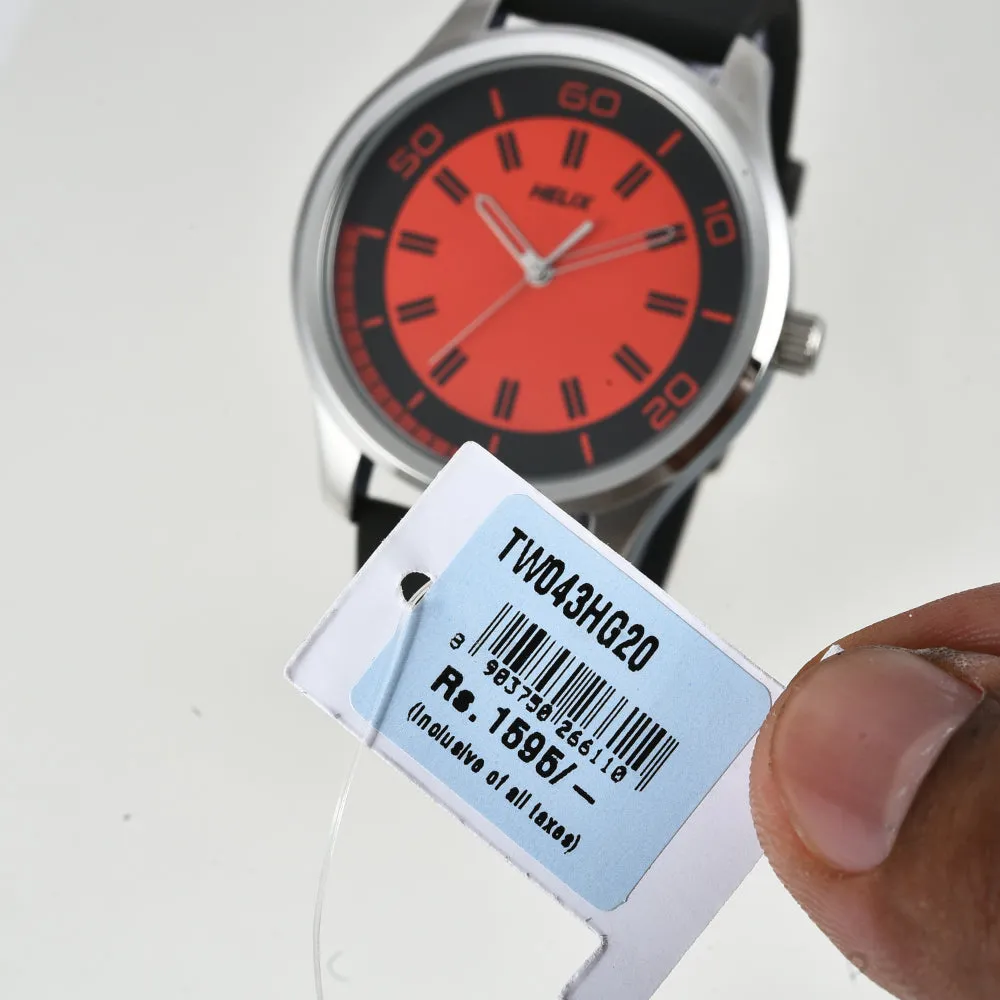 60
50
10
HELIX
20
TW043HG20
8 903750 266110
Rs. 1595/-
(Inclusive of all taxes)